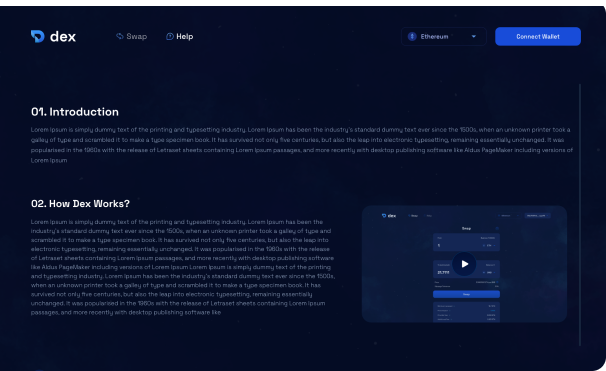 dex
Swap
Help
Ethereum
Connect Wallet
01. Introduction
Lorem Ipsum is simply dummy text of the printing and typesetting industry. Lorem Ipsum has been the industry's standard dummy text ever since the 1500s, when an unknown printer took a
galley of type and scrambled it to make a type specimen book. It has survived not only five centuries, but also the leap into electronic typesetting, remaining essentially unchanged. It was
popularised in the 1960s with the release of Letraset sheets containing Lorem Ipsum passages, and more recently with desktop publishing software like Aldus PageMaker including versions of
Lorem Ipsum
02. How Dex Works?
Lorem Ipsum is simply dummy text of the printing and typesetting industry. Lorem Ipsum has been the
industry's standard dummy text ever since the 1500s, when an unknown printer took a galley of type and
scrambled it to make a type specimen book. It has survived not only five centuries, but also the leap into
electronic typesetting, remaining essentially unchanged. It was popularised in the 1960s with the release
of Letraset sheets containing Lorem Ipsum passages, and more recently with desktop publishing software
like Aldus PageMaker including versions of Lorem Ipsum Lorem Ipsum is simply dummy text of the printing
and typesetting industry. Lorem Ipsum has been the industry's standard dummy text ever since the 1500s,
when an unknown printer took a galley of type and scrambled it to make a type specimen book. It has
survived not only five centuries, but also the leap into electronic typesetting, remaining essentially
unchanged. It was popularised in the 1960s with the release of Letraset sheets containing Lorem Ipsum
passages, and more recently with desktop publishing software like
dex
Swap
Swap
Swap